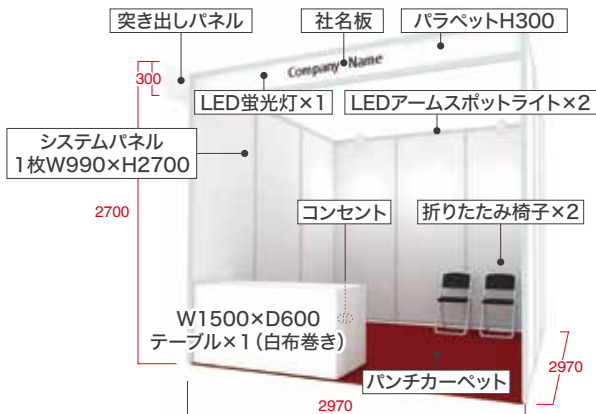 突き出しパネル
社名板
パラペットH300
Company Name
300
LED蛍光灯×1
LEDアームスポットライト×2
システムパネル
1枚W990×H2700
2700
コンセント
折りたたみ椅子×2
W1500×D600
テーブル×1（白布巻き）
2970
パンチカーペット
2970